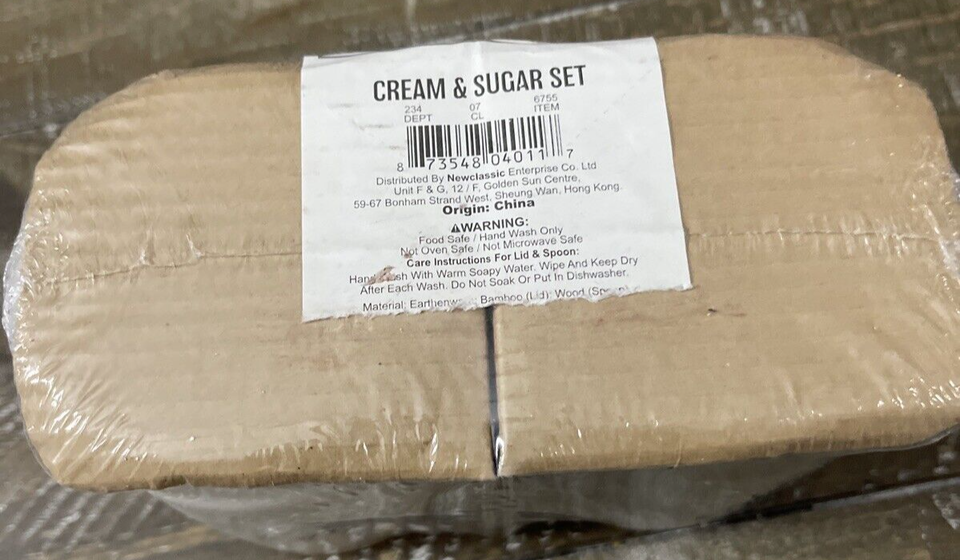 CREAM & SUGAR SET
234 07 6755
DEPT CL ITEM
8 73548 04011 7
Distributed By Newclassic Enterprise Co. Ltd
Unit F & G, 12 / F, Golden Sun Centre,
59-67 Bonham Strand West, Sheung Wan, Hong Kong.
Origin: China
⚠WARNING:
Food Safe / Hand Wash Only
Not Oven Safe / Not Microwave Safe
Care Instructions For Lid & Spoon:
With Warm Soapy Water. Wipe And Keep Dry
After Each Wash. Do Not Soak Or Put In Dishwasher.
Material: Bamboo (Lid); Wood